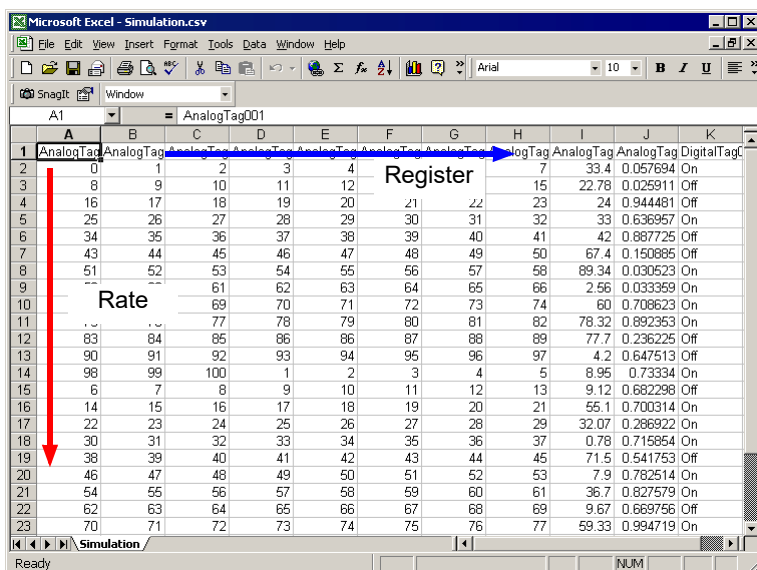 Microsoft Excel - Simulation.csv
File Edit View Insert Format Tools Data Window Help
Arial 10 B I U
SnagIt Window
A1 = AnalogTag001
A B C D E F G H I J K
1 AnalogTag AnalogTag AnalogTag AnalogTag AnalogTag AnalogTag AnalogTag AnalogTag AnalogTag AnalogTag DigitalTag
2 0 1 2 3 4 7 33.4 0.057694 On
Register
3 8 9 10 11 12 15 22.78 0.025911 Off
4 16 17 18 19 20 21 22 23 24 0.944481 Off
5 25 26 27 28 29 30 31 32 33 0.636957 On
6 34 35 36 37 38 39 40 41 42 0.887725 Off
7 43 44 45 46 47 48 49 50 67.4 0.150885 Off
8 51 52 53 54 55 56 57 58 89.34 0.030523 On
9 61 62 63 64 65 66 2.56 0.033359 On
Rate
10 69 70 71 72 73 74 60 0.708623 On
11 77 78 79 80 81 82 78.32 0.892353 On
12 83 84 85 86 86 87 88 89 77.7 0.236225 Off
13 90 91 92 93 94 95 96 97 4.2 0.647513 Off
14 98 99 100 1 2 3 4 5 8.95 0.73334 On
15 6 7 8 9 10 11 12 13 9.12 0.682298 Off
16 14 15 16 17 18 19 20 21 55.1 0.700314 On
17 22 23 24 25 26 27 28 29 32.07 0.286922 On
18 30 31 32 33 34 35 36 37 0.78 0.715854 On
19 38 39 40 41 42 43 44 45 71.5 0.541753 Off
20 46 47 48 49 50 51 52 53 7.9 0.782514 On
21 54 55 56 57 58 59 60 61 36.7 0.827579 On
22 62 63 64 65 66 67 68 69 9.67 0.669756 Off
23 70 71 72 73 74 75 76 77 59.33 0.994719 On
Simulation
Ready NUM